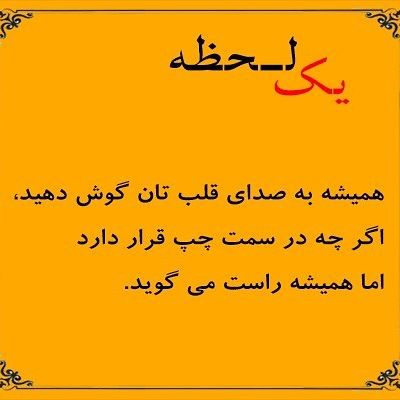 یک لـحظه
همیشه به صدای قلب تان گوش دهید،
اگر چه در سمت چپ قرار دارد
اما همیشه راست می گوید.